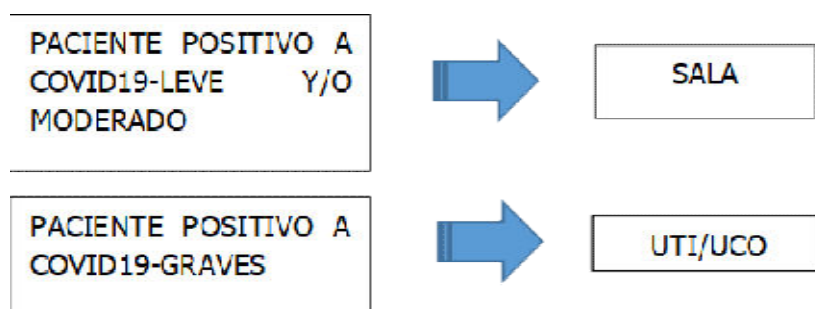 PACIENTE POSITIVO A
COVID19-LEVE Y/O
MODERADO
SALA
PACIENTE POSITIVO A
COVID19-GRAVES
UTI/UCO